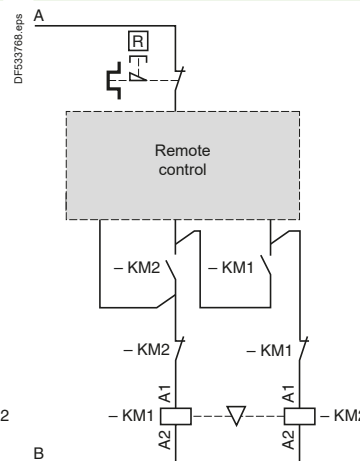 DF533768.eps
A
R
Remote
control
– KM2
– KM1
– KM2
– KM1
A1
A1
2
– KM1
– KM2
A2
A2
B